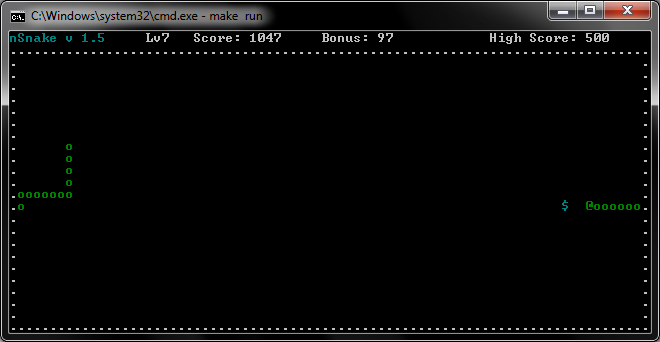 C:\Windows\system32\cmd.exe - make  run
nSnake v 1.5 Lv7 Score: 1047 Bonus: 97 High Score: 500
o
o
o
o
ooooooo
o $ @oooooo